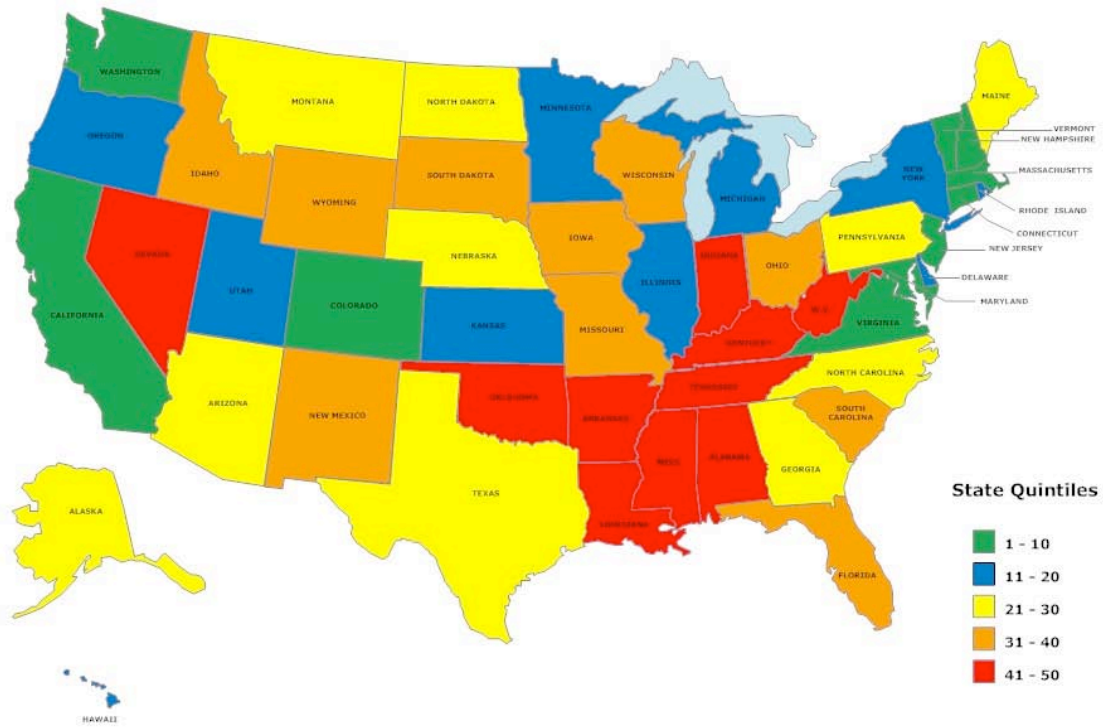 WASHINGTON
MONTANA
NORTH DAKOTA
MINNESOTA
MAINE
OREGON
VERMONT
NEW HAMPSHIRE
IDAHO
SOUTH DAKOTA
WISCONSIN
NEW
YORK
MASSACHUSETTS
WYOMING
MICHIGAN
RHODE ISLAND
CONNECTICUT
IOWA
PENNSYLVANIA
NEW JERSEY
NEVADA
NEBRASKA
INDIANA
OHIO
DELAWARE
UTAH
ILLINOIS
MARYLAND
COLORADO
CALIFORNIA
KANSAS
MISSOURI
VIRGINIA
KENTUCKY
NORTH CAROLINA
TENNESSEE
ARIZONA
OKLAHOMA
NEW MEXICO
ARKANSAS
SOUTH
CAROLINA
MISS
ALABAMA
GEORGIA
TEXAS
State Quintiles
ALASKA
LOUISIANA
1 - 10
FLORIDA
11 - 20
21 - 30
31 - 40
41 - 50
HAWAII